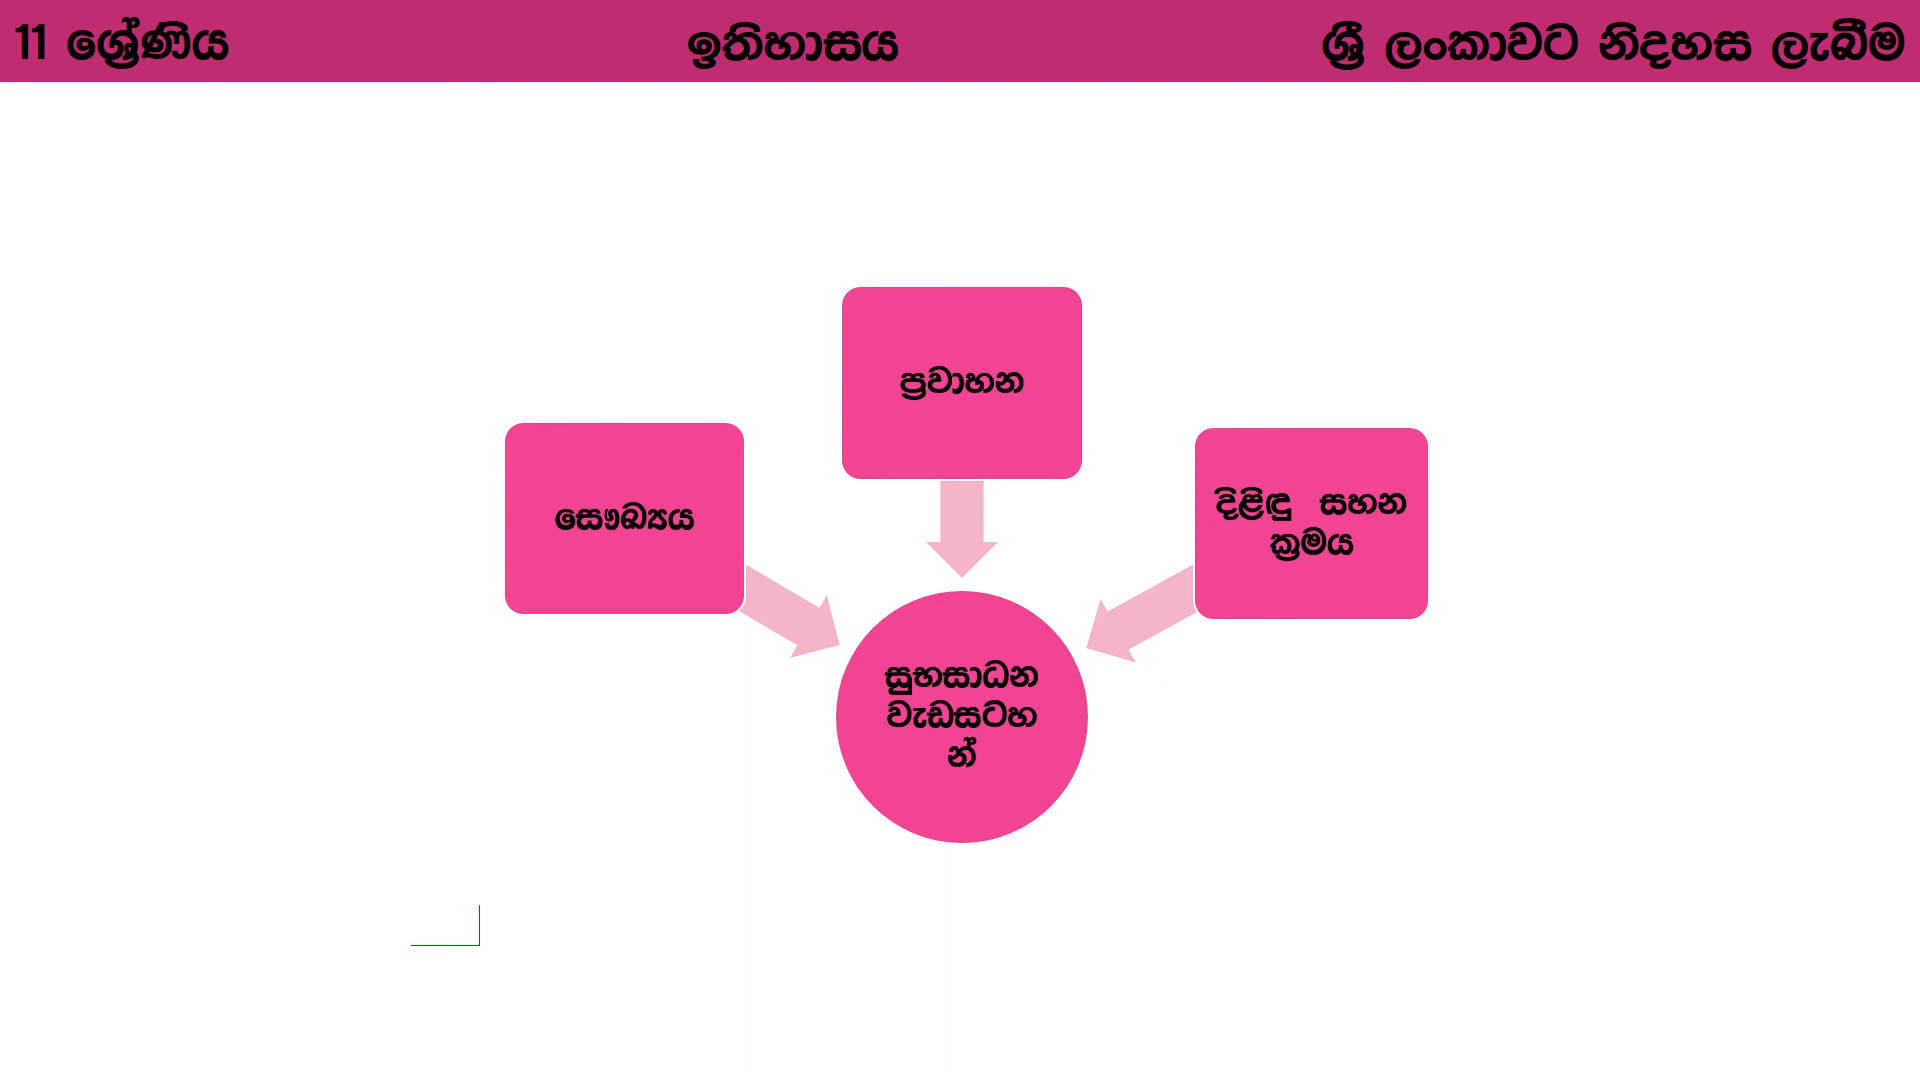 11 ශ්‍රේණිය
ඉතිහාසය
ශ්‍රී ලංකාවට නිදහස ලැබීම
ප්‍රවාහන
සෞඛ්‍යය
දිළිඳු සහන
ක්‍රමය
සුභසාධන
වැඩසටහ
න්